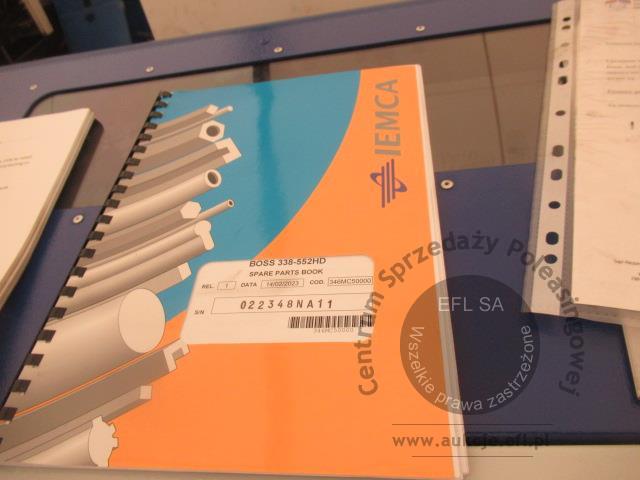 IEMCA
BOSS 338-552HD
SPARE PARTS BOOK
REL. 1 DATA 14/02/2023 COD. 346MC50000
S/N 022348NA11
346MC50000
Centrum Sprzedaży Poleasingowej
EFL SA
Wszelkie prawa zastrzeżone
www.aukcje.efl.pl